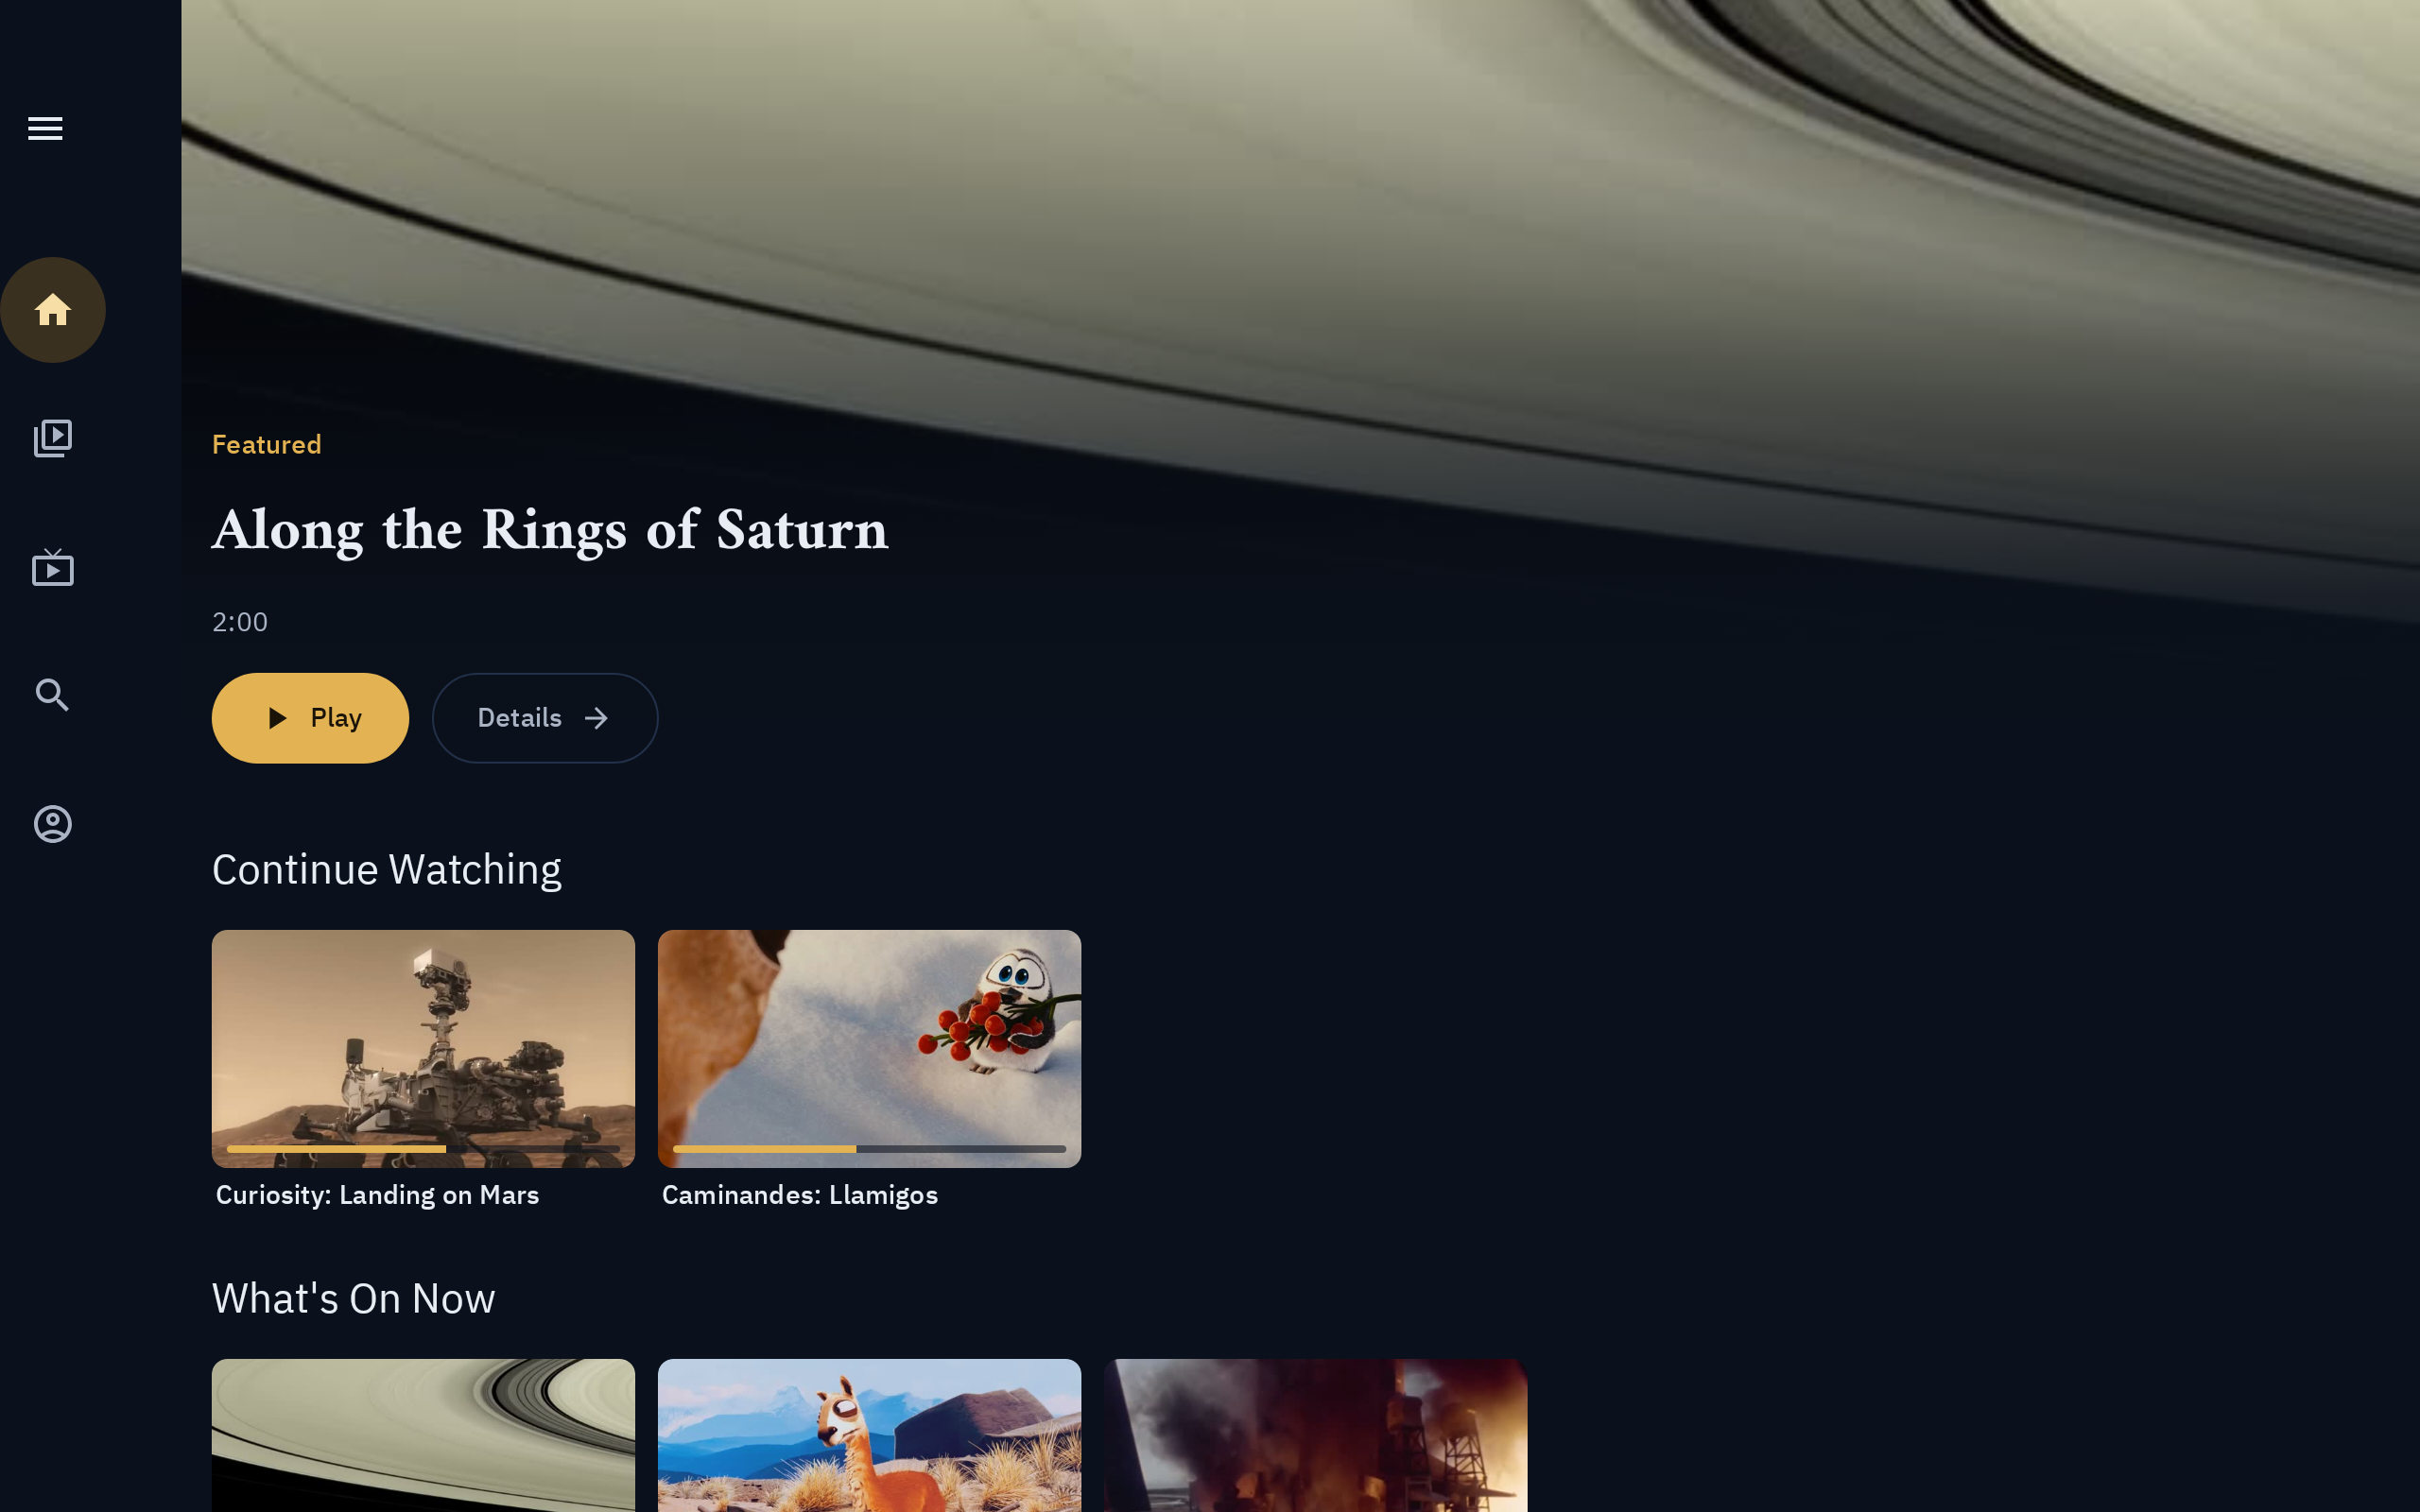 Featured
Along the Rings of Saturn
2:00
Play
Details
Continue Watching
Curiosity: Landing on Mars
Caminandes: Llamigos
What's On Now